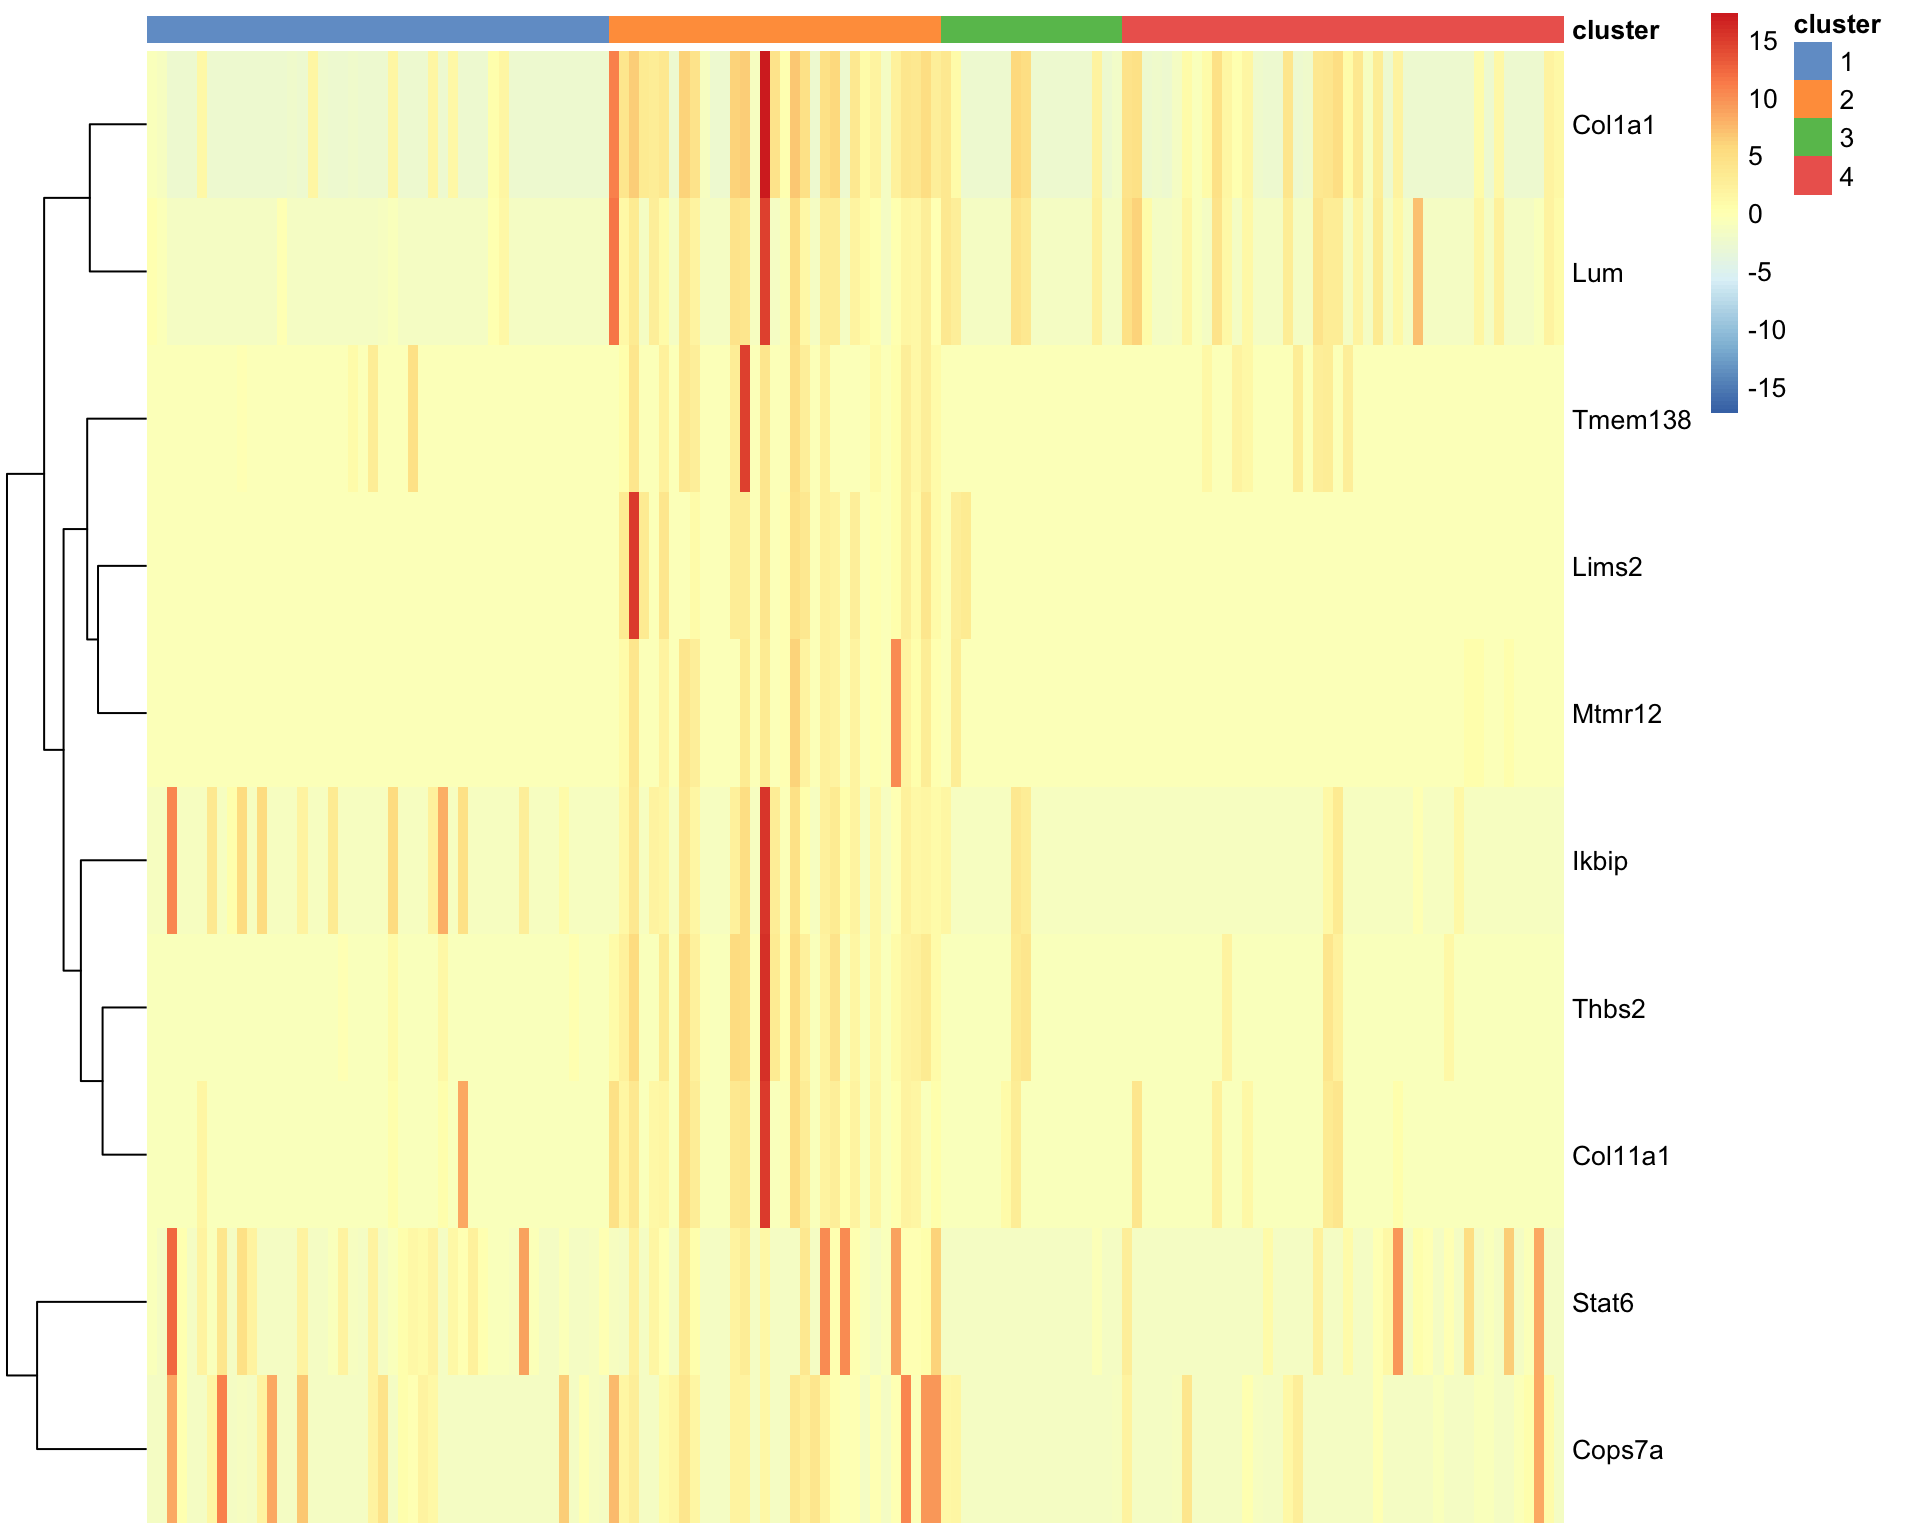 cluster
Col1a1
Lum
Tmem138
Lims2
Mtmr12
Ikbip
Thbs2
Col11a1
Stat6
Cops7a
15
10
5
0
-5
-10
-15
cluster
1
2
3
4